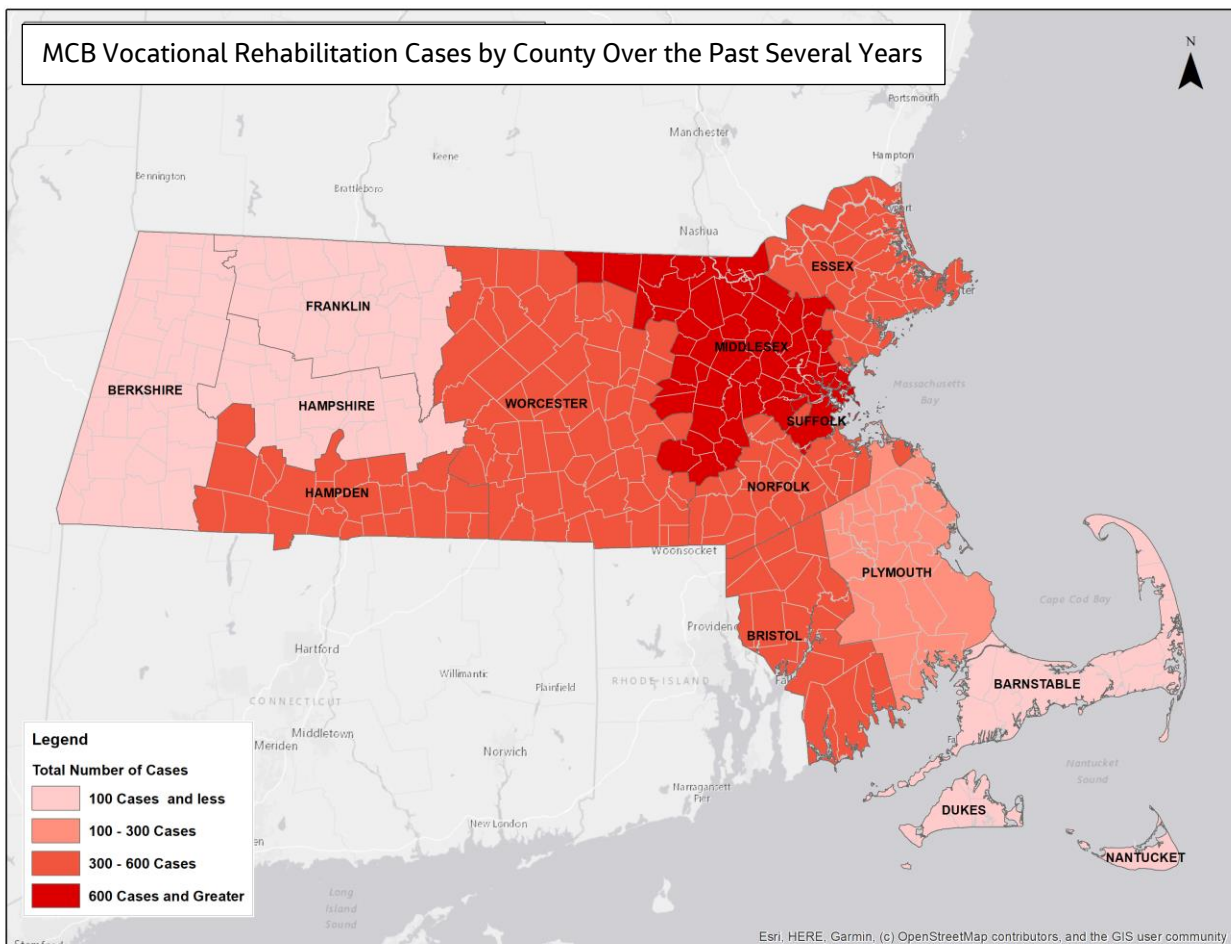 MCB Vocational Rehabilitation Cases by County Over the Past Several Years
N
Portsmouth
Manchester
Hampton
Keene
Bennington
Brattleboro
Nashua
ESSEX
FRANKLIN
MIDDLESEX
BERKSHIRE
HAMPSHIRE
WORCESTER
Massachusetts
Bay
SUFFOLK
HAMPDEN
NORFOLK
Woonsocket
PLYMOUTH
Cape Cod Bay
Providenc
BRISTOL
Hartford
Willimantic
Plainfield
RHODE ISLAND
BARNSTABLE
CONNECTICUT
Middletown
Meriden
Norwich
Nantucket
Sound
Narragansett
Pier
DUKES
New London
NANTUCKET
Long
Island
Sound
Legend
Total Number of Cases
100 Cases and less
100 - 300 Cases
300 - 600 Cases
600 Cases and Greater
Esri, HERE, Garmin, (c) OpenStreetMap contributors, and the GIS user community